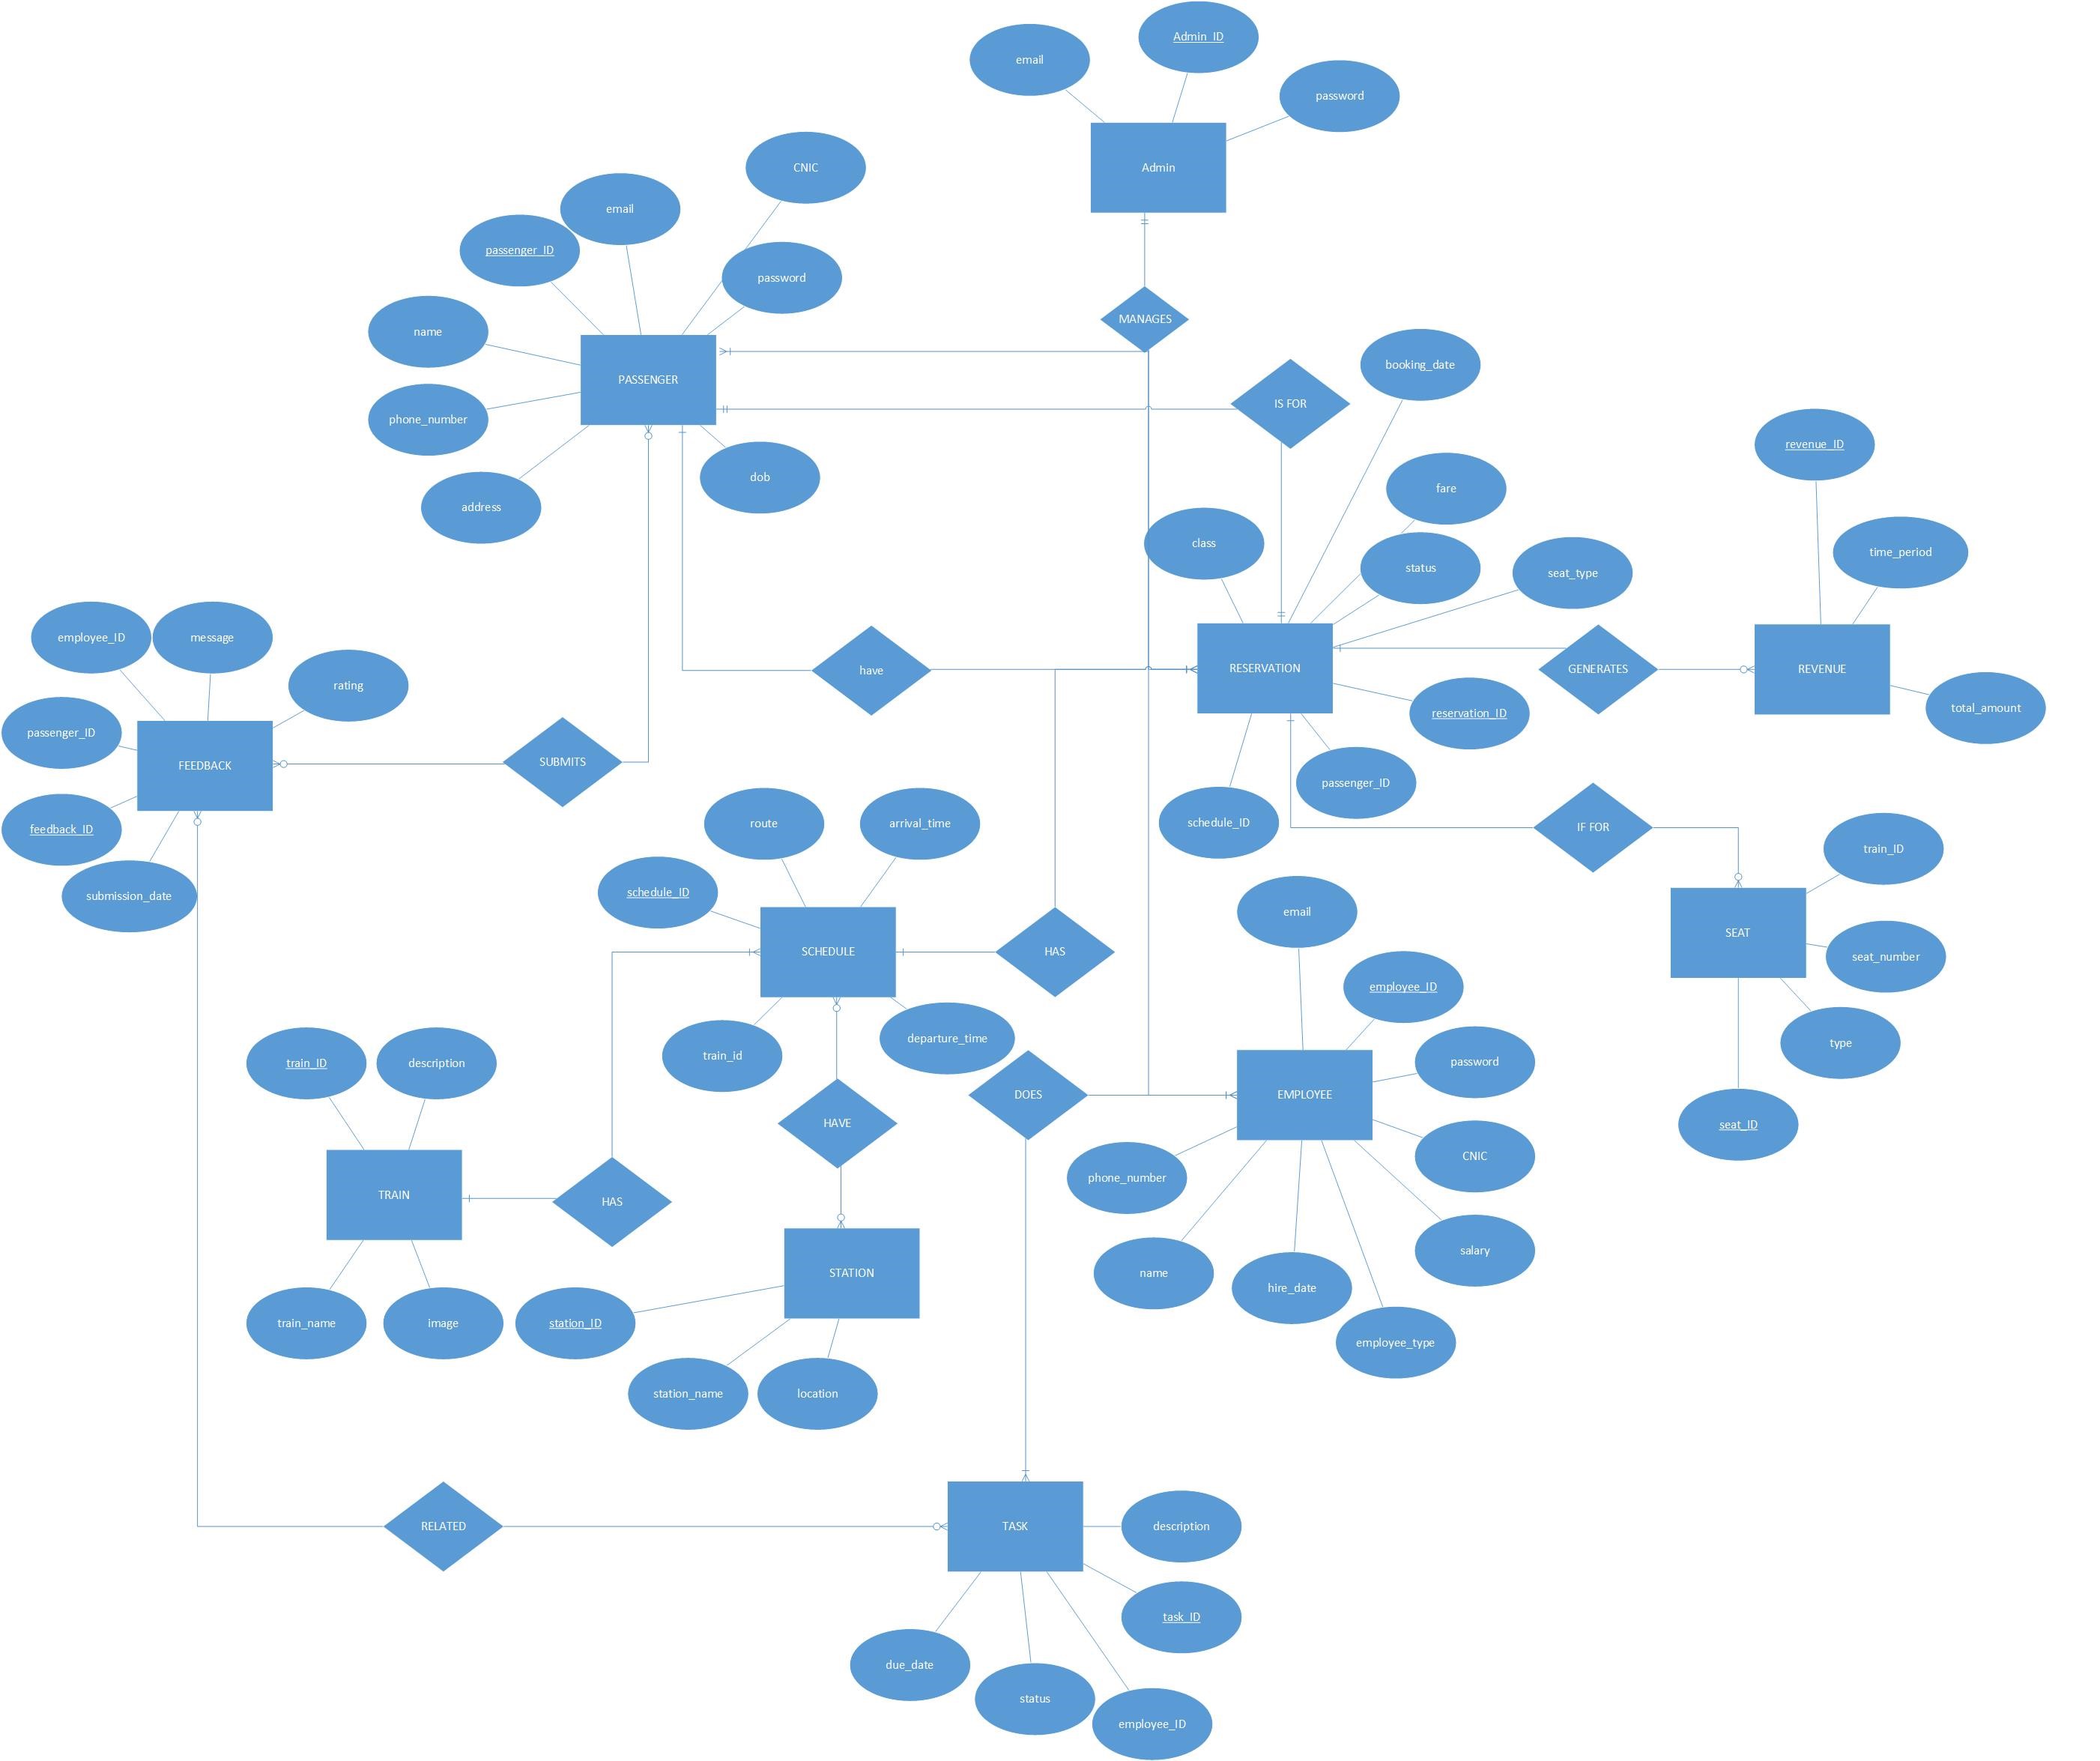 Admin_ID
email
password
Admin
CNIC
email
passenger_ID
password
name
PASSENGER
phone_number
dob
address
MANAGES
IS FOR
booking_date
fare
class
status
seat_type
revenue_ID
time_period
RESERVATION
GENERATES
REVENUE
total_amount
reservation_ID
passenger_ID
schedule_ID
have
employee_ID
message
rating
passenger_ID
FEEDBACK
SUBMITS
feedback_ID
submission_date
route
arrival_time
schedule_ID
SCHEDULE
HAS
train_id
departure_time
IF FOR
train_ID
SEAT
seat_number
type
seat_ID
email
employee_ID
password
DOES
EMPLOYEE
CNIC
phone_number
salary
name
hire_date
employee_type
train_ID
description
HAVE
TRAIN
HAS
train_name
image
STATION
station_ID
station_name
location
RELATED
TASK
description
task_ID
due_date
status
employee_ID